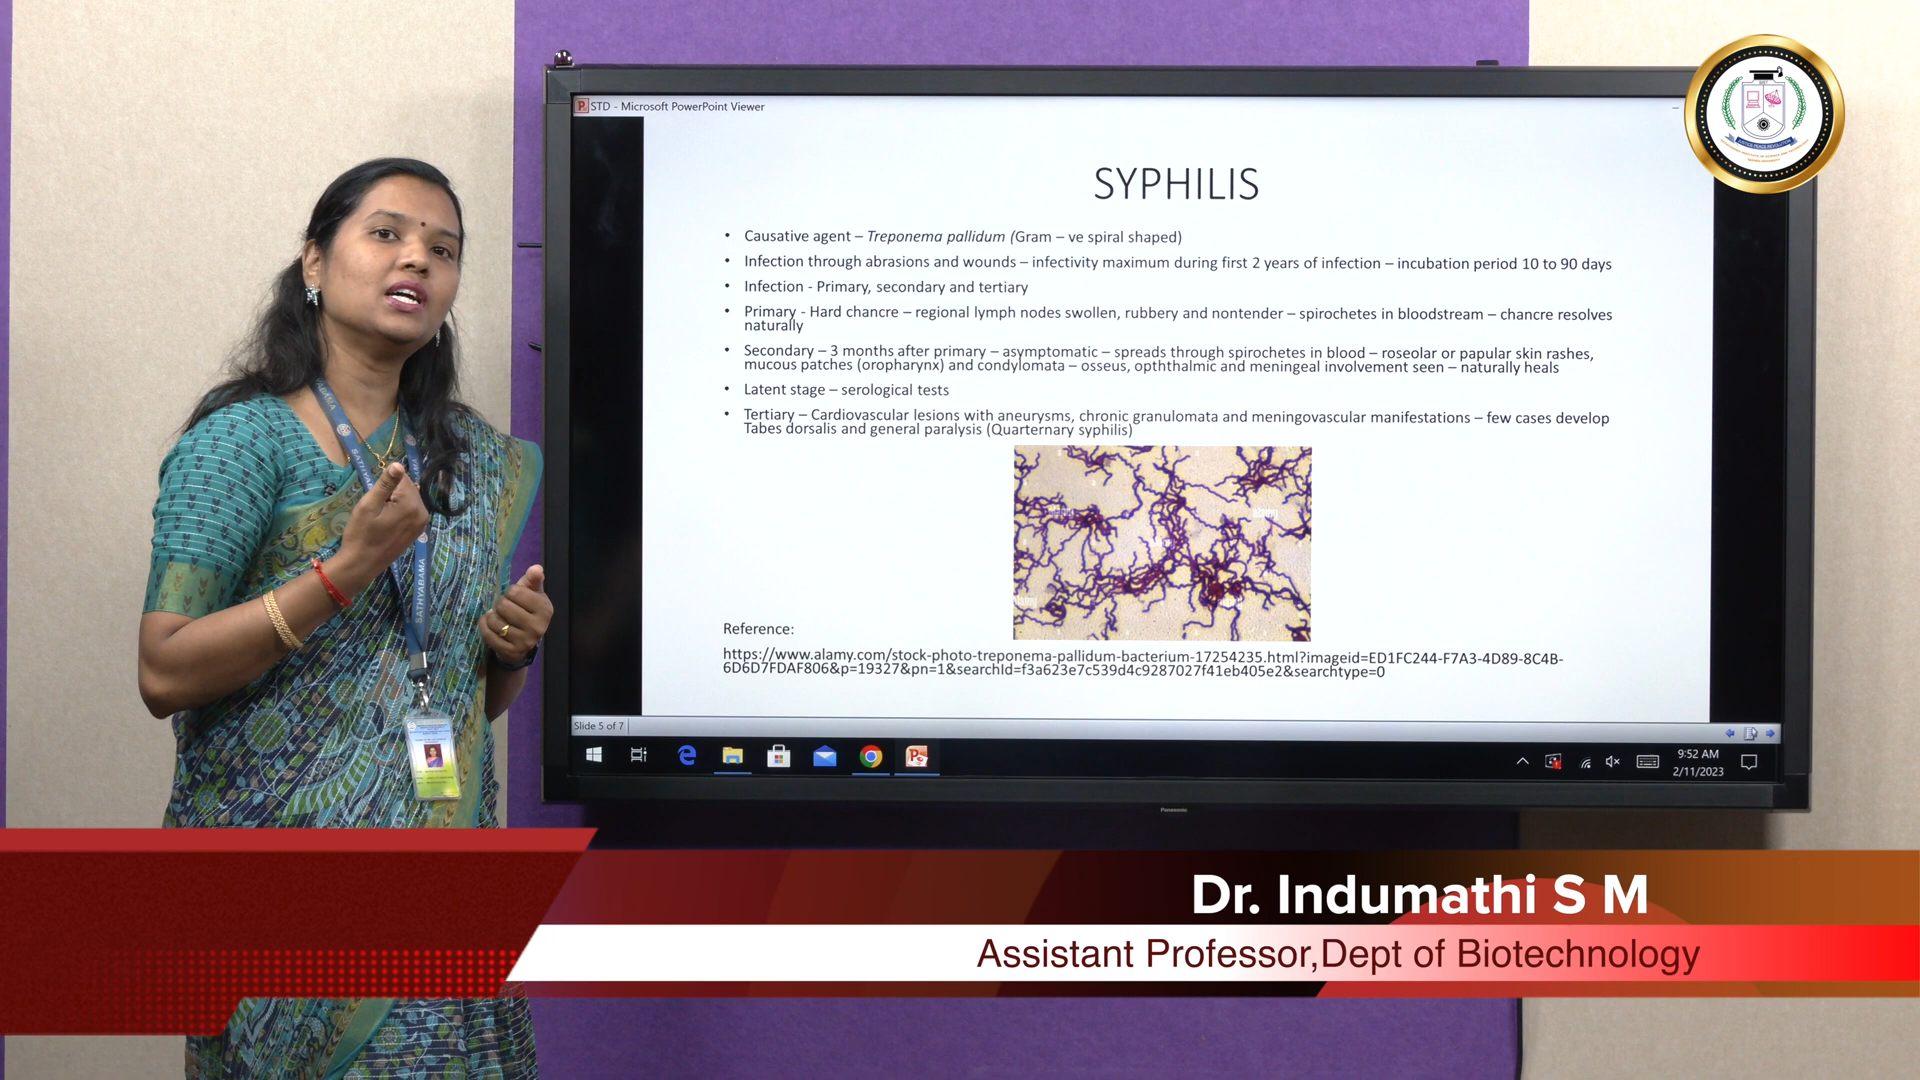 STD - Microsoft PowerPoint Viewer
SYPHILIS
• Causative agent – Treponema pallidum (Gram – ve spiral shaped)
• Infection through abrasions and wounds – infectivity maximum during first 2 years of infection – incubation period 10 to 90 days
• Infection - Primary, secondary and tertiary
• Primary - Hard chancre – regional lymph nodes swollen, rubbery and nontender – spirochetes in bloodstream – chancre resolves
naturally
• Secondary – 3 months after primary – asymptomatic – spreads through spirochetes in blood – roseolar or papular skin rashes,
mucous patches (oropharynx) and condylomata – osseus, opththalmic and meningeal involvement seen – naturally heals
• Latent stage – serological tests
• Tertiary – Cardiovascular lesions with aneurysms, chronic granulomata and meningovascular manifestations – few cases develop
Tabes dorsalis and general paralysis (Quarternary syphilis)
alamy
Reference:
https://www.alamy.com/stock-photo-treponema-pallidum-bacterium-17254235.html?imageid=ED1FC244-F7A3-4D89-8C4B-
6D6D7FDAF806&p=19327&pn=1&searchId=f3a623e7c539d4c9287027f41eb405e2&searchtype=0
Slide 5 of 7
9:52 AM
2/11/2023
Panasonic
SATHYABAMA
Dr. Indumathi S M
Assistant Professor,Dept of Biotechnology